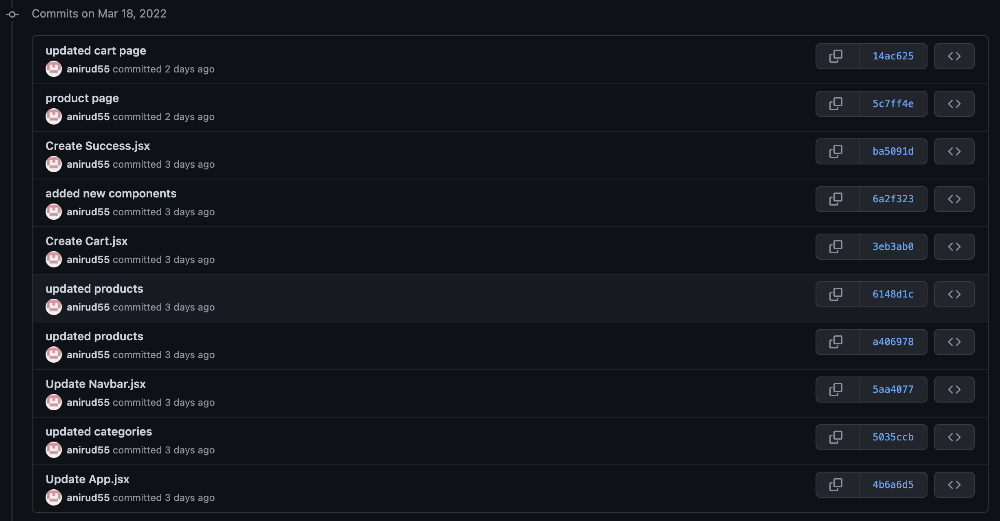 Commits on Mar 18, 2022
updated cart page
14ac625
anirud55 committed 2 days ago
product page
5c7ff4e
anirud55 committed 2 days ago
Create Success.jsx
ba5091d
anirud55 committed 3 days ago
added new components
6a2f323
anirud55 committed 3 days ago
Create Cart.jsx
3eb3ab0
anirud55 committed 3 days ago
updated products
6148d1c
anirud55 committed 3 days ago
updated products
a406978
anirud55 committed 3 days ago
Update Navbar.jsx
5aa4077
anirud55 committed 3 days ago
updated categories
5035ccb
anirud55 committed 3 days ago
Update App.jsx
4b6a6d5
anirud55 committed 3 days ago